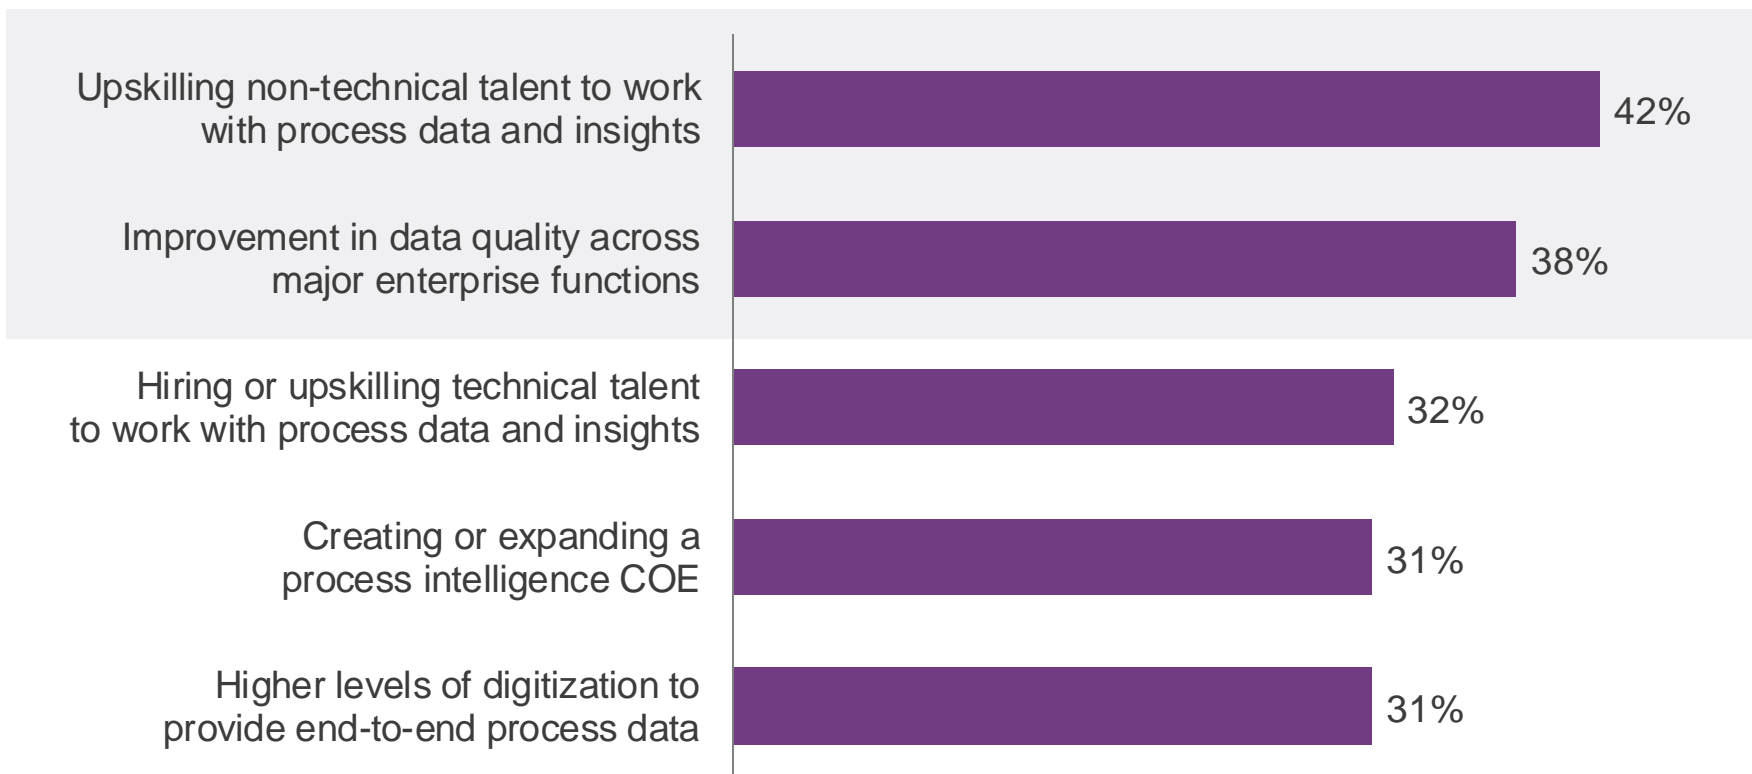 Upskilling non-technical talent to work
with process data and insights
42%
Improvement in data quality across
major enterprise functions
38%
Hiring or upskilling technical talent
to work with process data and insights
32%
Creating or expanding a
process intelligence COE
31%
Higher levels of digitization to
provide end-to-end process data
31%